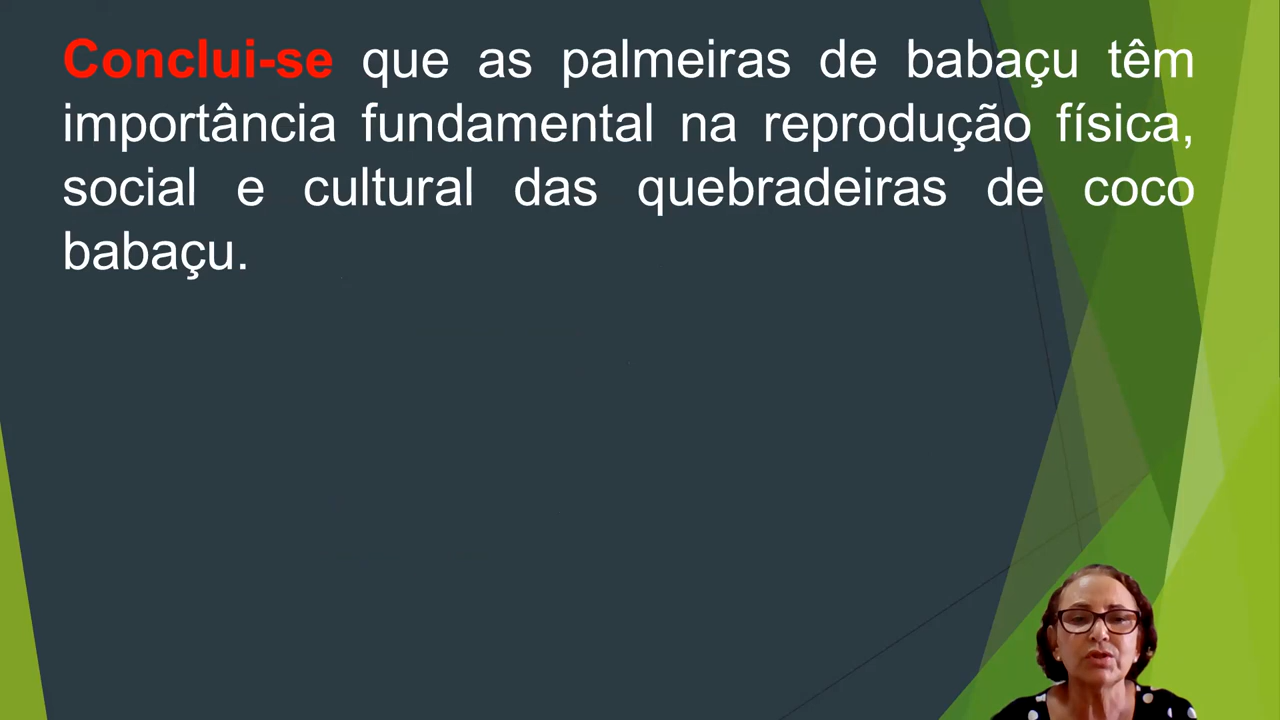 Conclui-se que as palmeiras de babaçu têm
importância fundamental na reprodução física,
social e cultural das quebradeiras de coco
babaçu.